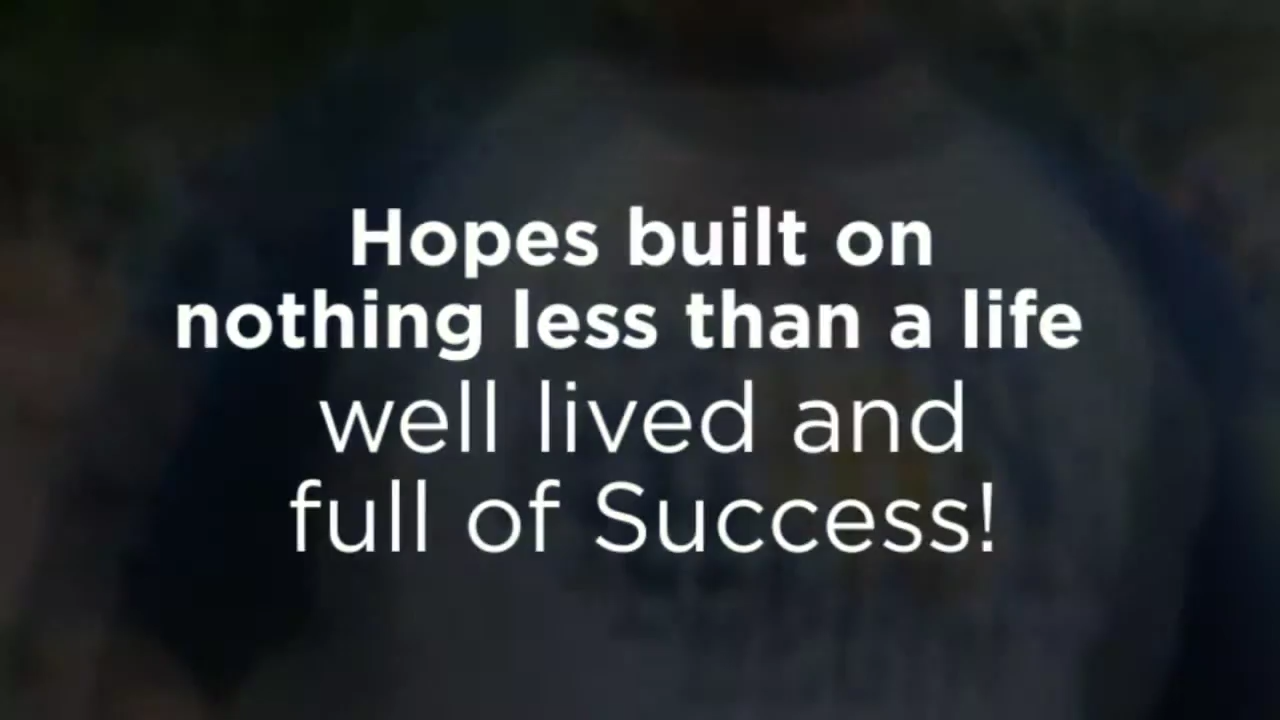 Hopes built on
nothing less than a life
well lived and
full of Success!